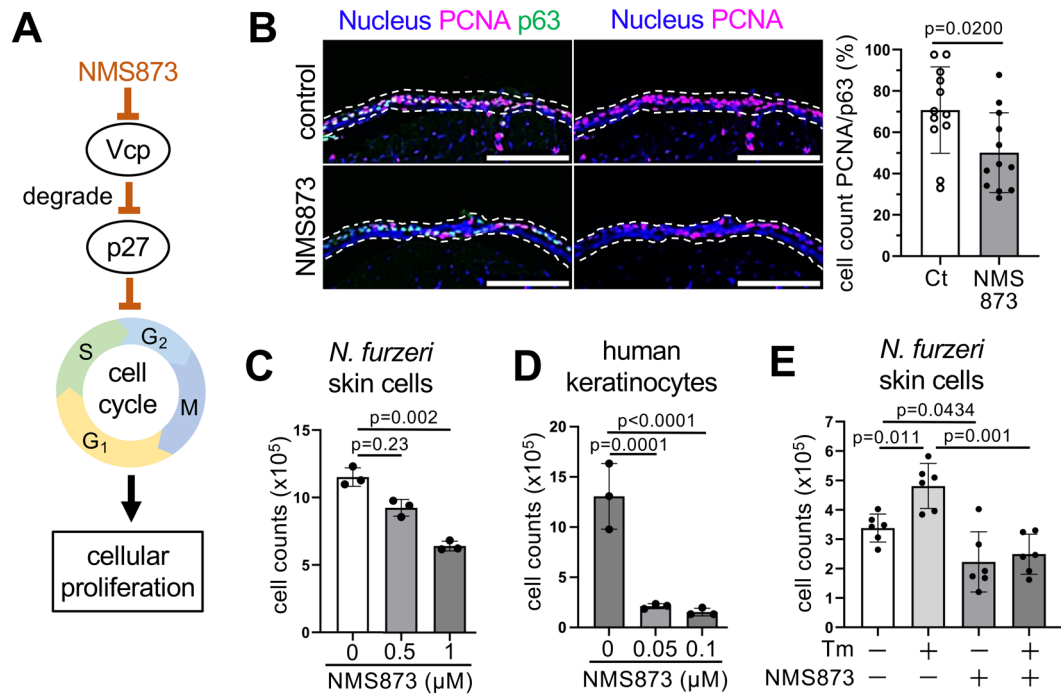 A
NMS873
Vcp
degrade
p27
S
G2
M
G1
cell
cycle
cellular
proliferation
B
Nucleus PCNA p63
Nucleus PCNA
control
NMS873
p=0.0200
cell count PCNA/p63 (%)
100
80
60
40
20
0
Ct
NMS
873
C
N. furzeri
skin cells
p=0.002
p=0.23
cell counts (x10⁵)
15
10
5
0
0 0.5 1
NMS873 (µM)
D
human
keratinocytes
p<0.0001
p=0.0001
cell counts (x10⁵)
20
15
10
5
0
0 0.05 0.1
NMS873 (µM)
E
N. furzeri
skin cells
p=0.0434
p=0.011
p=0.001
cell counts (x10⁵)
7
6
5
4
3
2
1
0
Tm − + − +
NMS873 − − + +